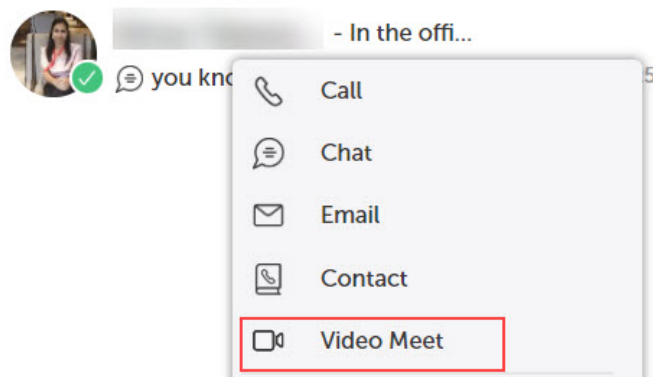 - In the offi...
you kno
Call
Chat
Email
Contact
Video Meet